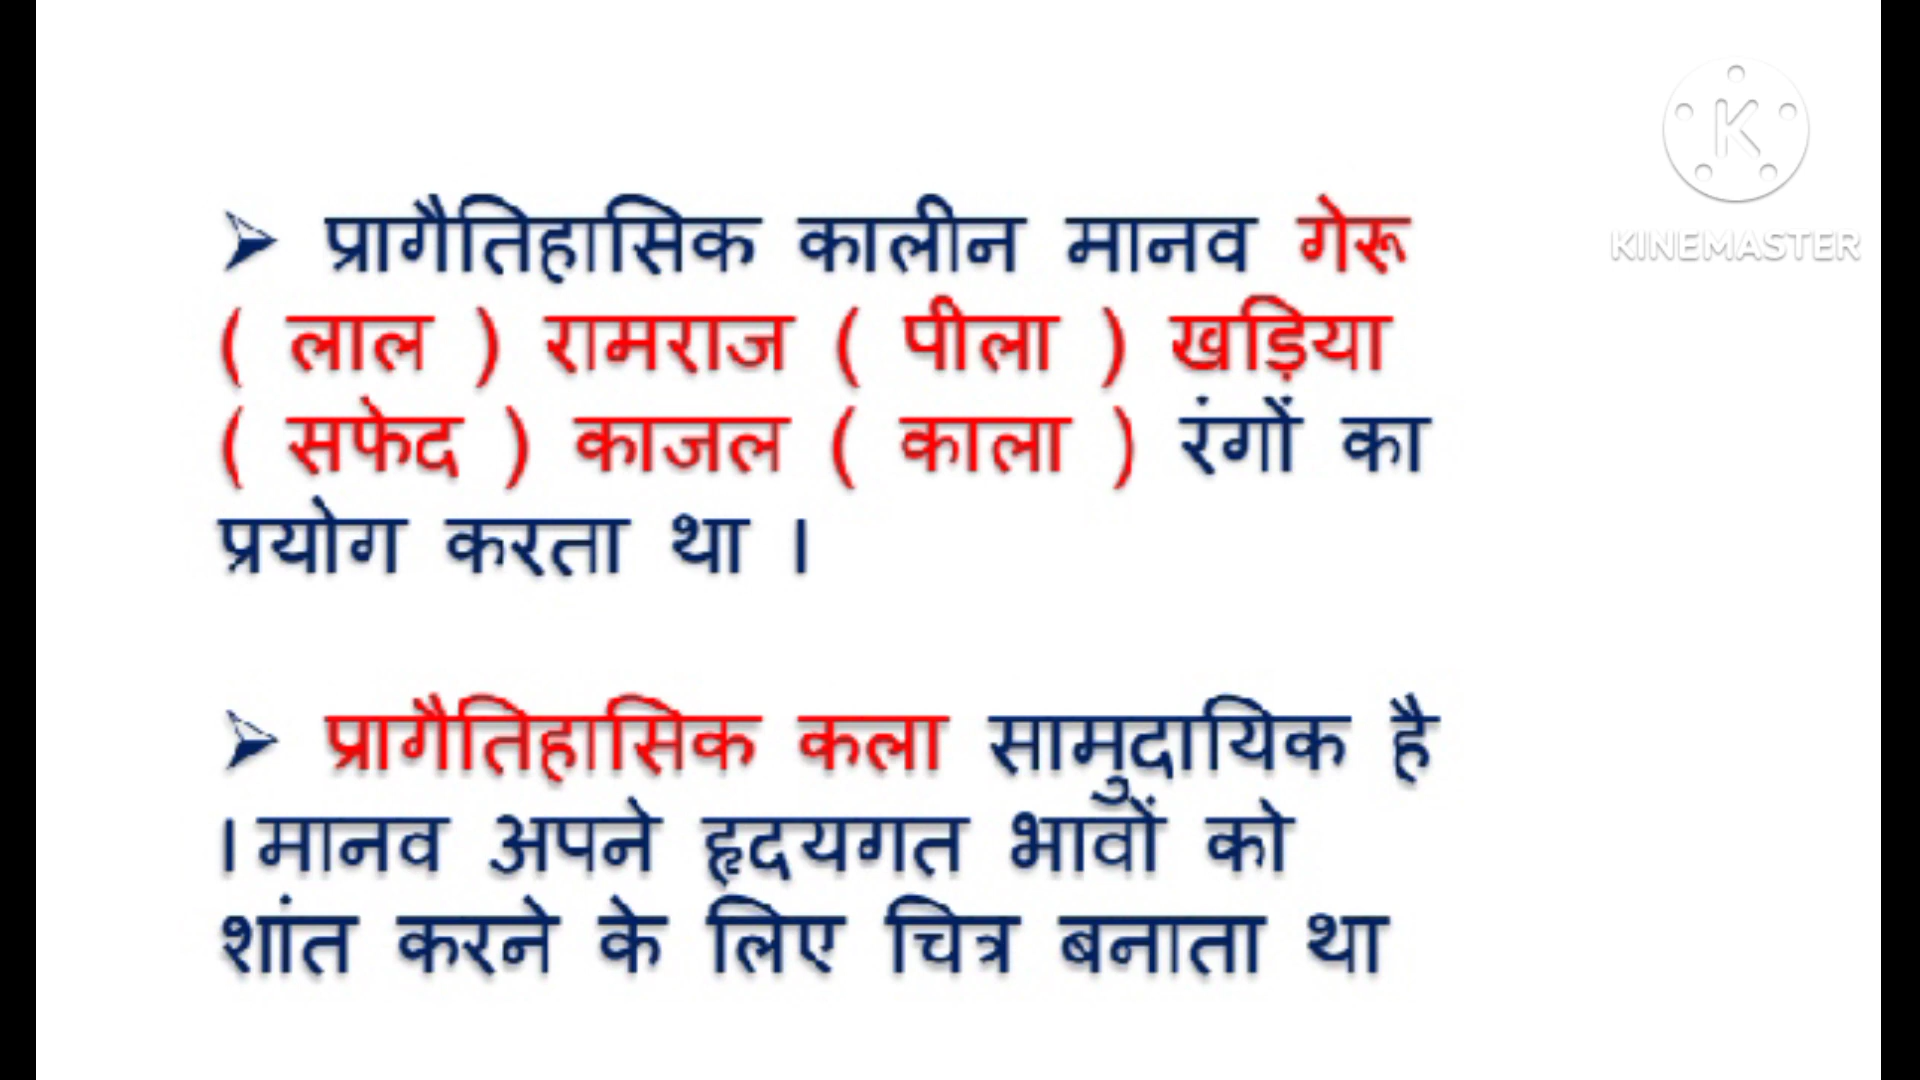 KINEMASTER
➢ प्रागैतिहासिक कालीन मानव गेरू
( लाल ) रामराज ( पीला ) खड़िया
( सफेद ) काजल ( काला ) रंगों का
प्रयोग करता था ।
➢ प्रागैतिहासिक कला सामुदायिक है
। मानव अपने हृदयगत भावों को
शांत करने के लिए चित्र बनाता था